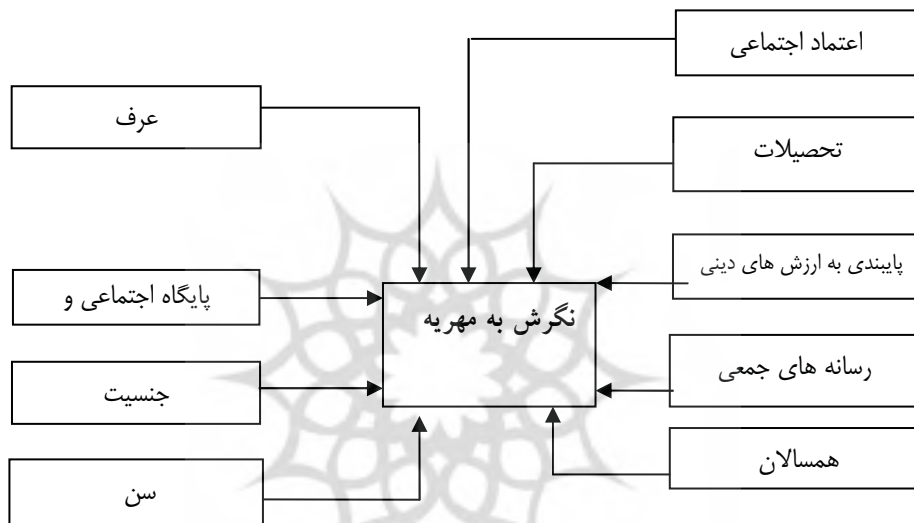 اعتماد اجتماعی
عرف
تحصیلات
پایبندی به ارزش های دینی
پایگاه اجتماعی و
نگرش به مهریه
رسانه های جمعی
جنسیت
همسالان
سن